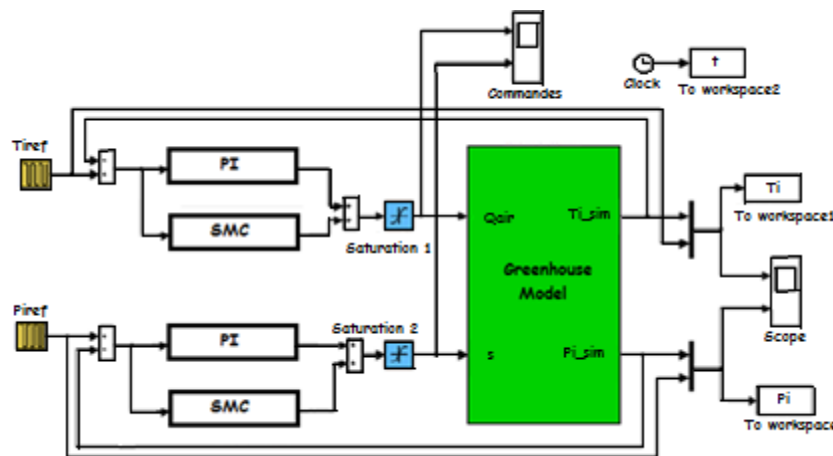 Commandes
Clock
t
To workspace2
Tiref
PI
SMC
Saturation 1
Qair
Ti_sim
Greenhouse
Model
Ti
To workspace1
Scope
Piref
PI
SMC
Saturation 2
s
Pi_sim
Pi
To workspace